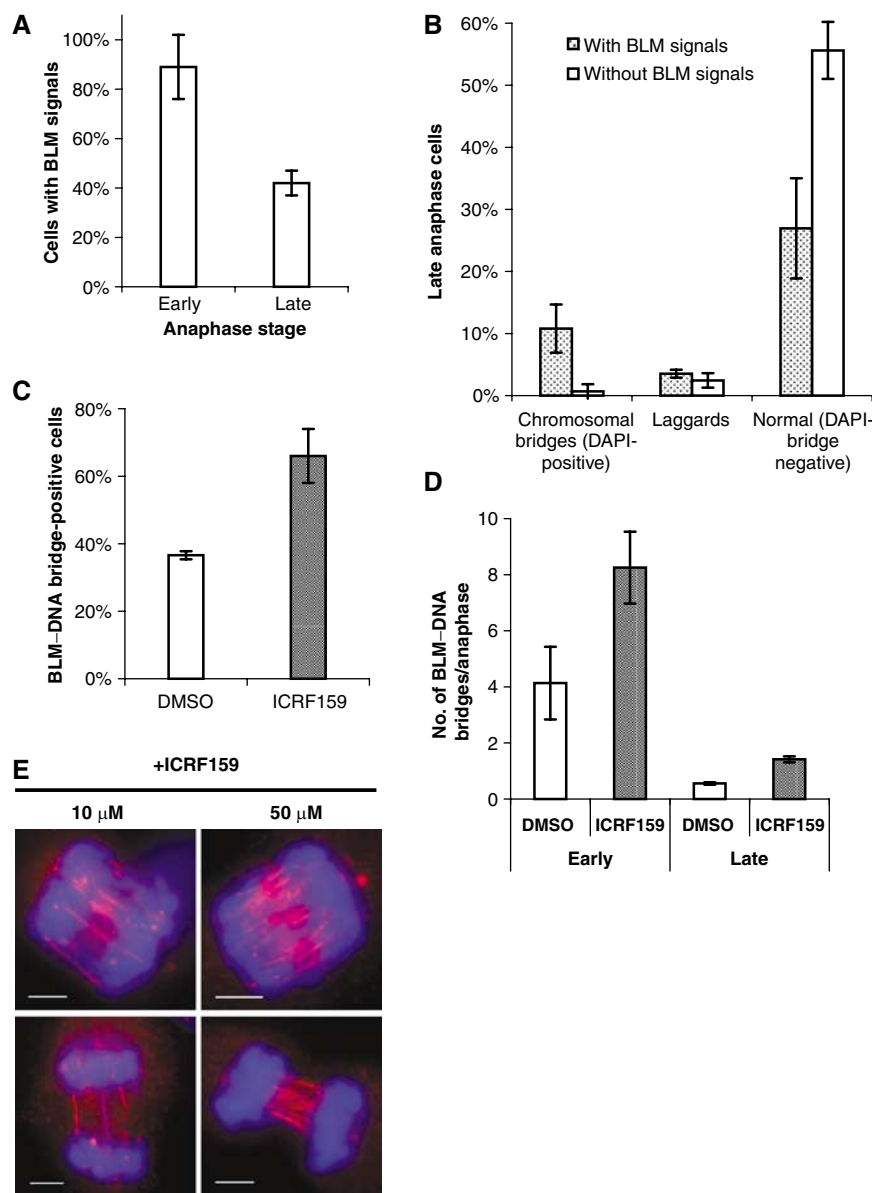 A
100%
80%
60%
40%
20%
0%
Cells with BLM signals
Early Late
Anaphase stage
B
60%
50%
40%
30%
20%
10%
0%
Late anaphase cells
With BLM signals
Without BLM signals
Chromosomal
bridges (DAPI-
positive)
Laggards
Normal (DAPI-
bridge
negative)
C
80%
60%
40%
20%
0%
BLM–DNA bridge-positive cells
DMSO ICRF159
D
10
8
6
4
2
0
No. of BLM–DNA
bridges/anaphase
DMSO ICRF159 DMSO ICRF159
Early Late
E
+ICRF159
10 μM 50 μM